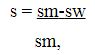 s = sm-sw
sm,